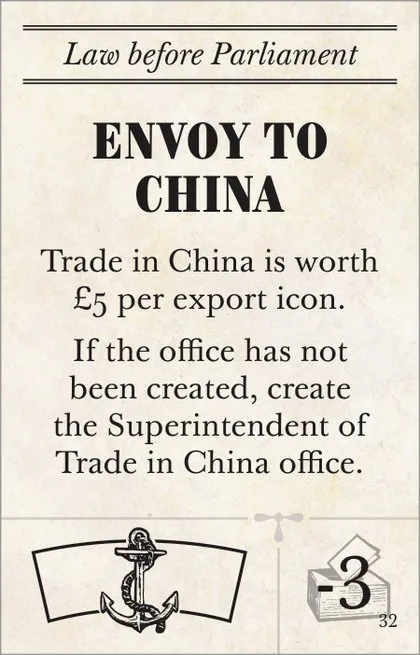 Law before Parliament
ENVOY TO
CHINA
Trade in China is worth
£5 per export icon.
If the office has not
been created, create
the Superintendent of
Trade in China office.
-3
32